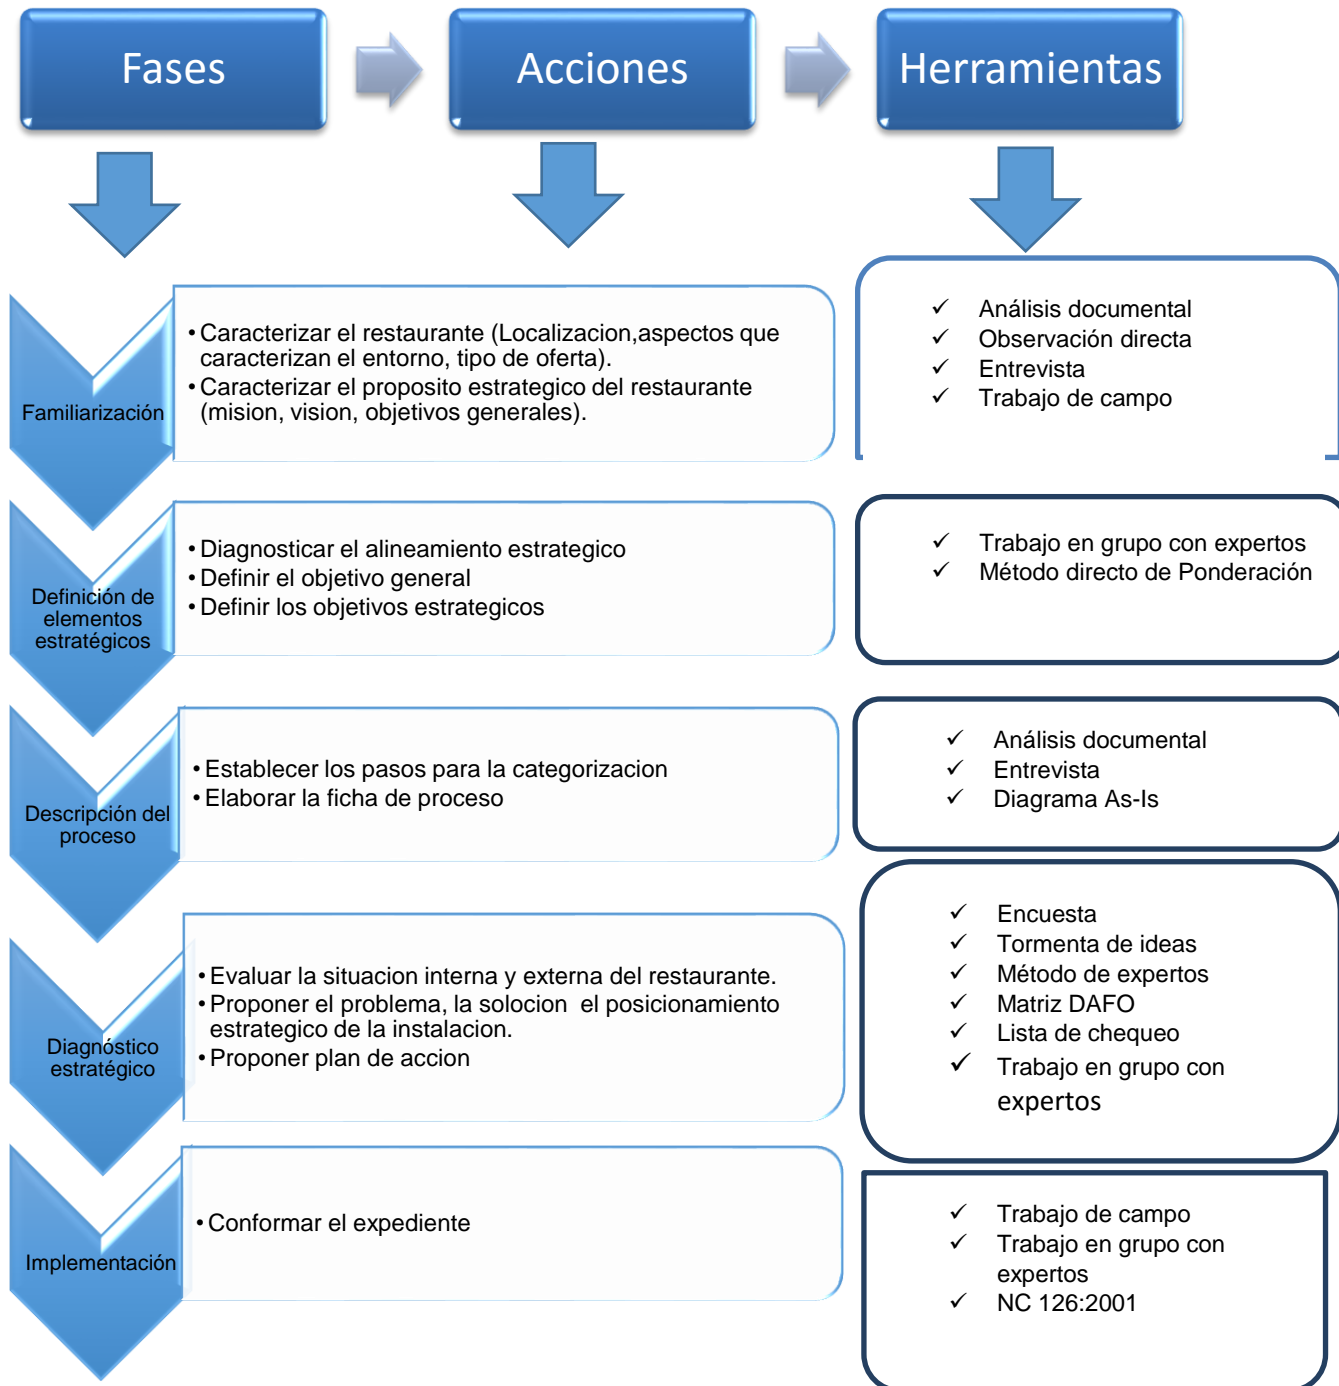 Fases
Acciones
Herramientas
Familiarización
• Caracterizar el restaurante (Localizacion,aspectos que
caracterizan el entorno, tipo de oferta).
• Caracterizar el proposito estrategico del restaurante
(mision, vision, objetivos generales).
✓ Análisis documental
✓ Observación directa
✓ Entrevista
✓ Trabajo de campo
Definición de
elementos
estratégicos
• Diagnosticar el alineamiento estrategico
• Definir el objetivo general
• Definir los objetivos estrategicos
✓ Trabajo en grupo con expertos
✓ Método directo de Ponderación
Descripción del
proceso
• Establecer los pasos para la categorizacion
• Elaborar la ficha de proceso
✓ Análisis documental
✓ Entrevista
✓ Diagrama As-Is
Diagnóstico
estratégico
• Evaluar la situacion interna y externa del restaurante.
• Proponer el problema, la solocion  el posicionamiento
estrategico de la instalacion.
• Proponer plan de accion
✓ Encuesta
✓ Tormenta de ideas
✓ Método de expertos
✓ Matriz DAFO
✓ Lista de chequeo
✓ Trabajo en grupo con
expertos
Implementación
• Conformar el expediente
✓ Trabajo de campo
✓ Trabajo en grupo con
expertos
✓ NC 126:2001